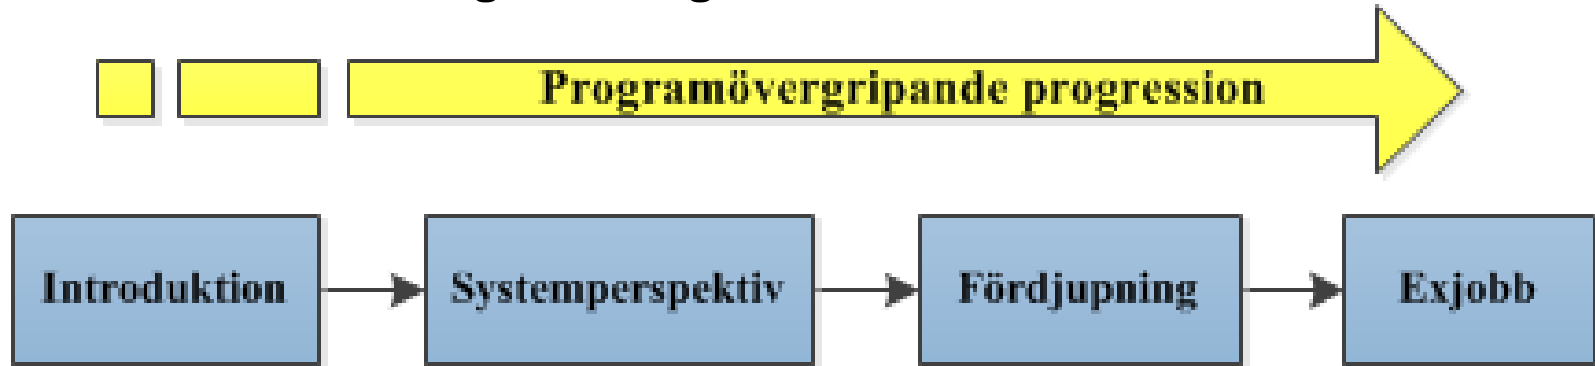 Programövergripande progression
Introduktion
Systemperspektiv
Fördjupning
Exjobb